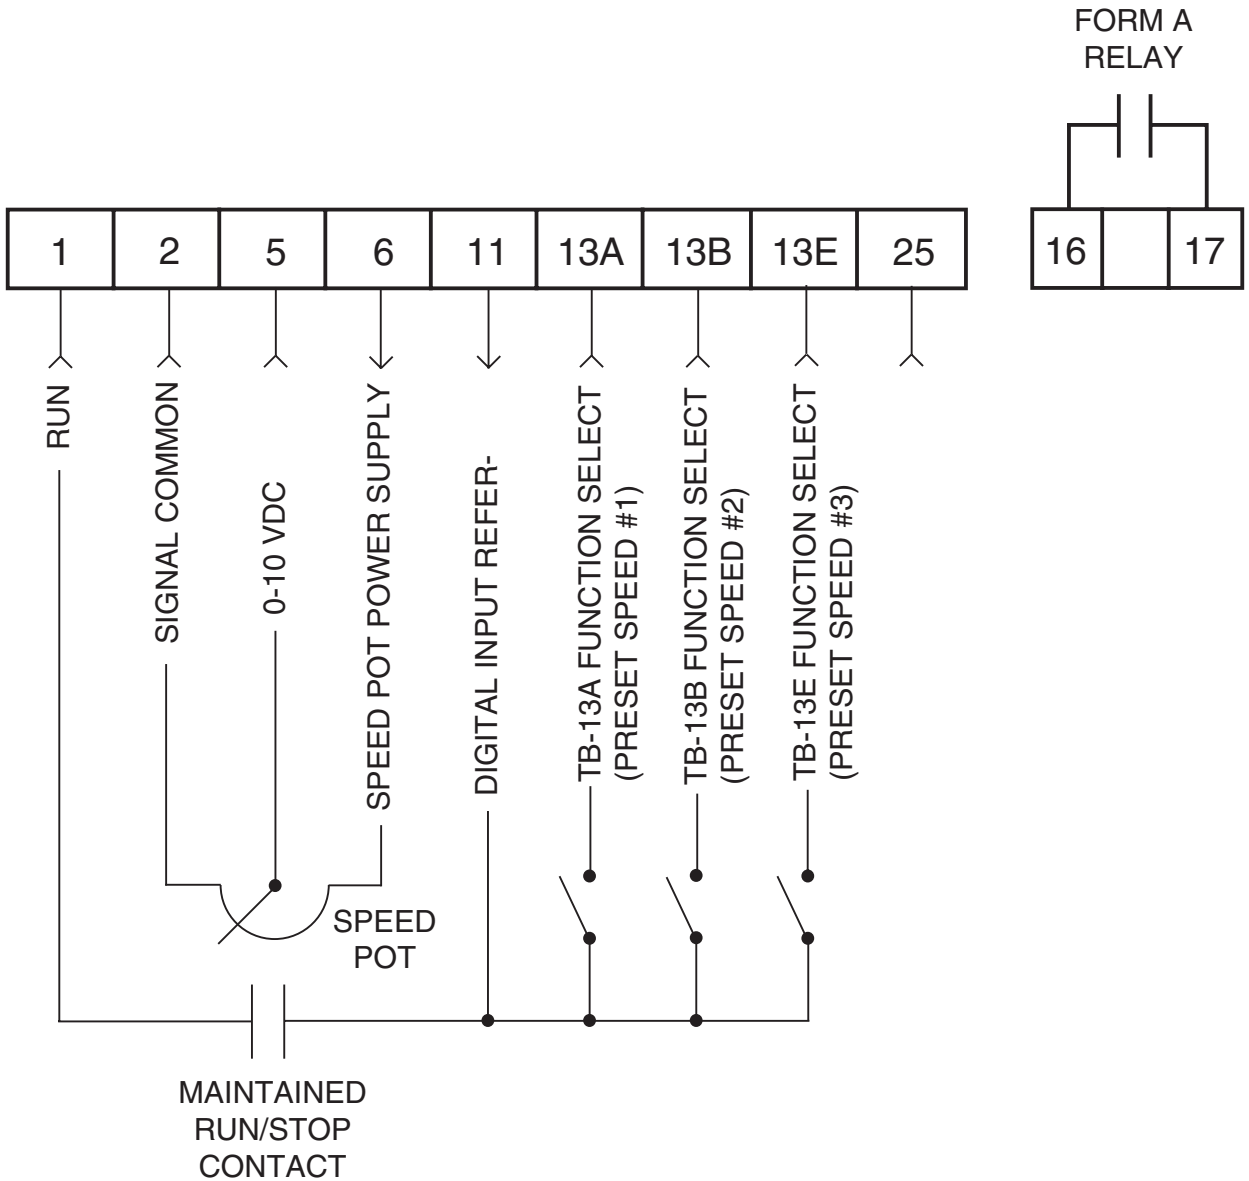 FORM A
RELAY
1
2
5
6
11
13A
13B
13E
25
16
17
RUN
SIGNAL COMMON
0-10 VDC
SPEED POT POWER SUPPLY
DIGITAL INPUT REFER-
TB-13A FUNCTION SELECT
(PRESET SPEED #1)
TB-13B FUNCTION SELECT
(PRESET SPEED #2)
TB-13E FUNCTION SELECT
(PRESET SPEED #3)
SPEED
POT
MAINTAINED
RUN/STOP
CONTACT